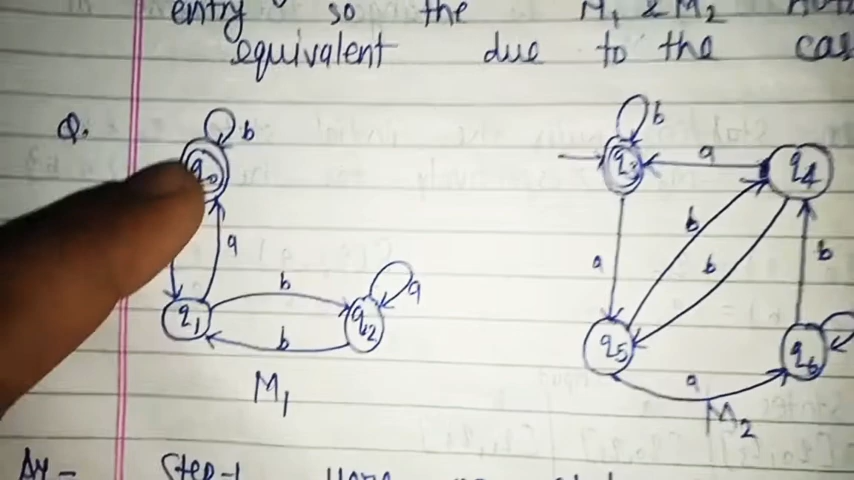 entry so the M1 & M2
equivalent due to the cas
Q.
b
q0
a
q1
b
b
q2
a
M1
b
q3
a
q4
a
b
b
b
q5
a
q6
M2
Step-1